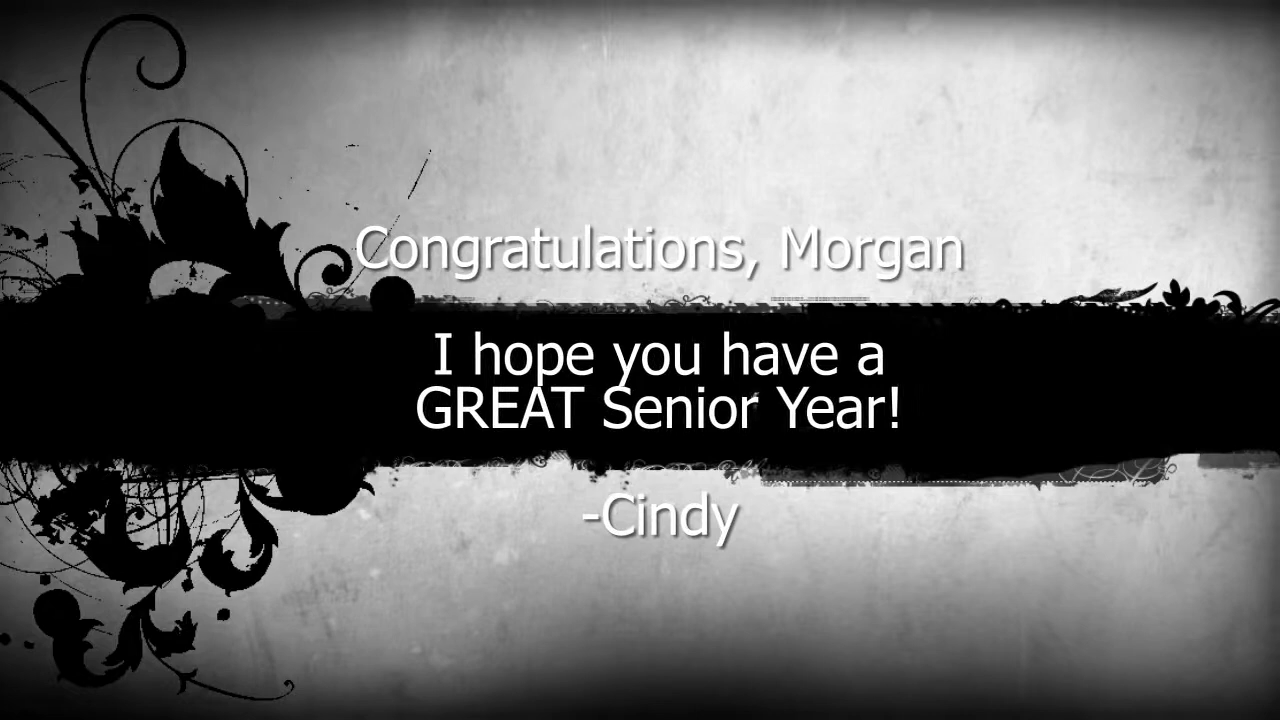 Congratulations, Morgan
I hope you have a
GREAT Senior Year!
-Cindy